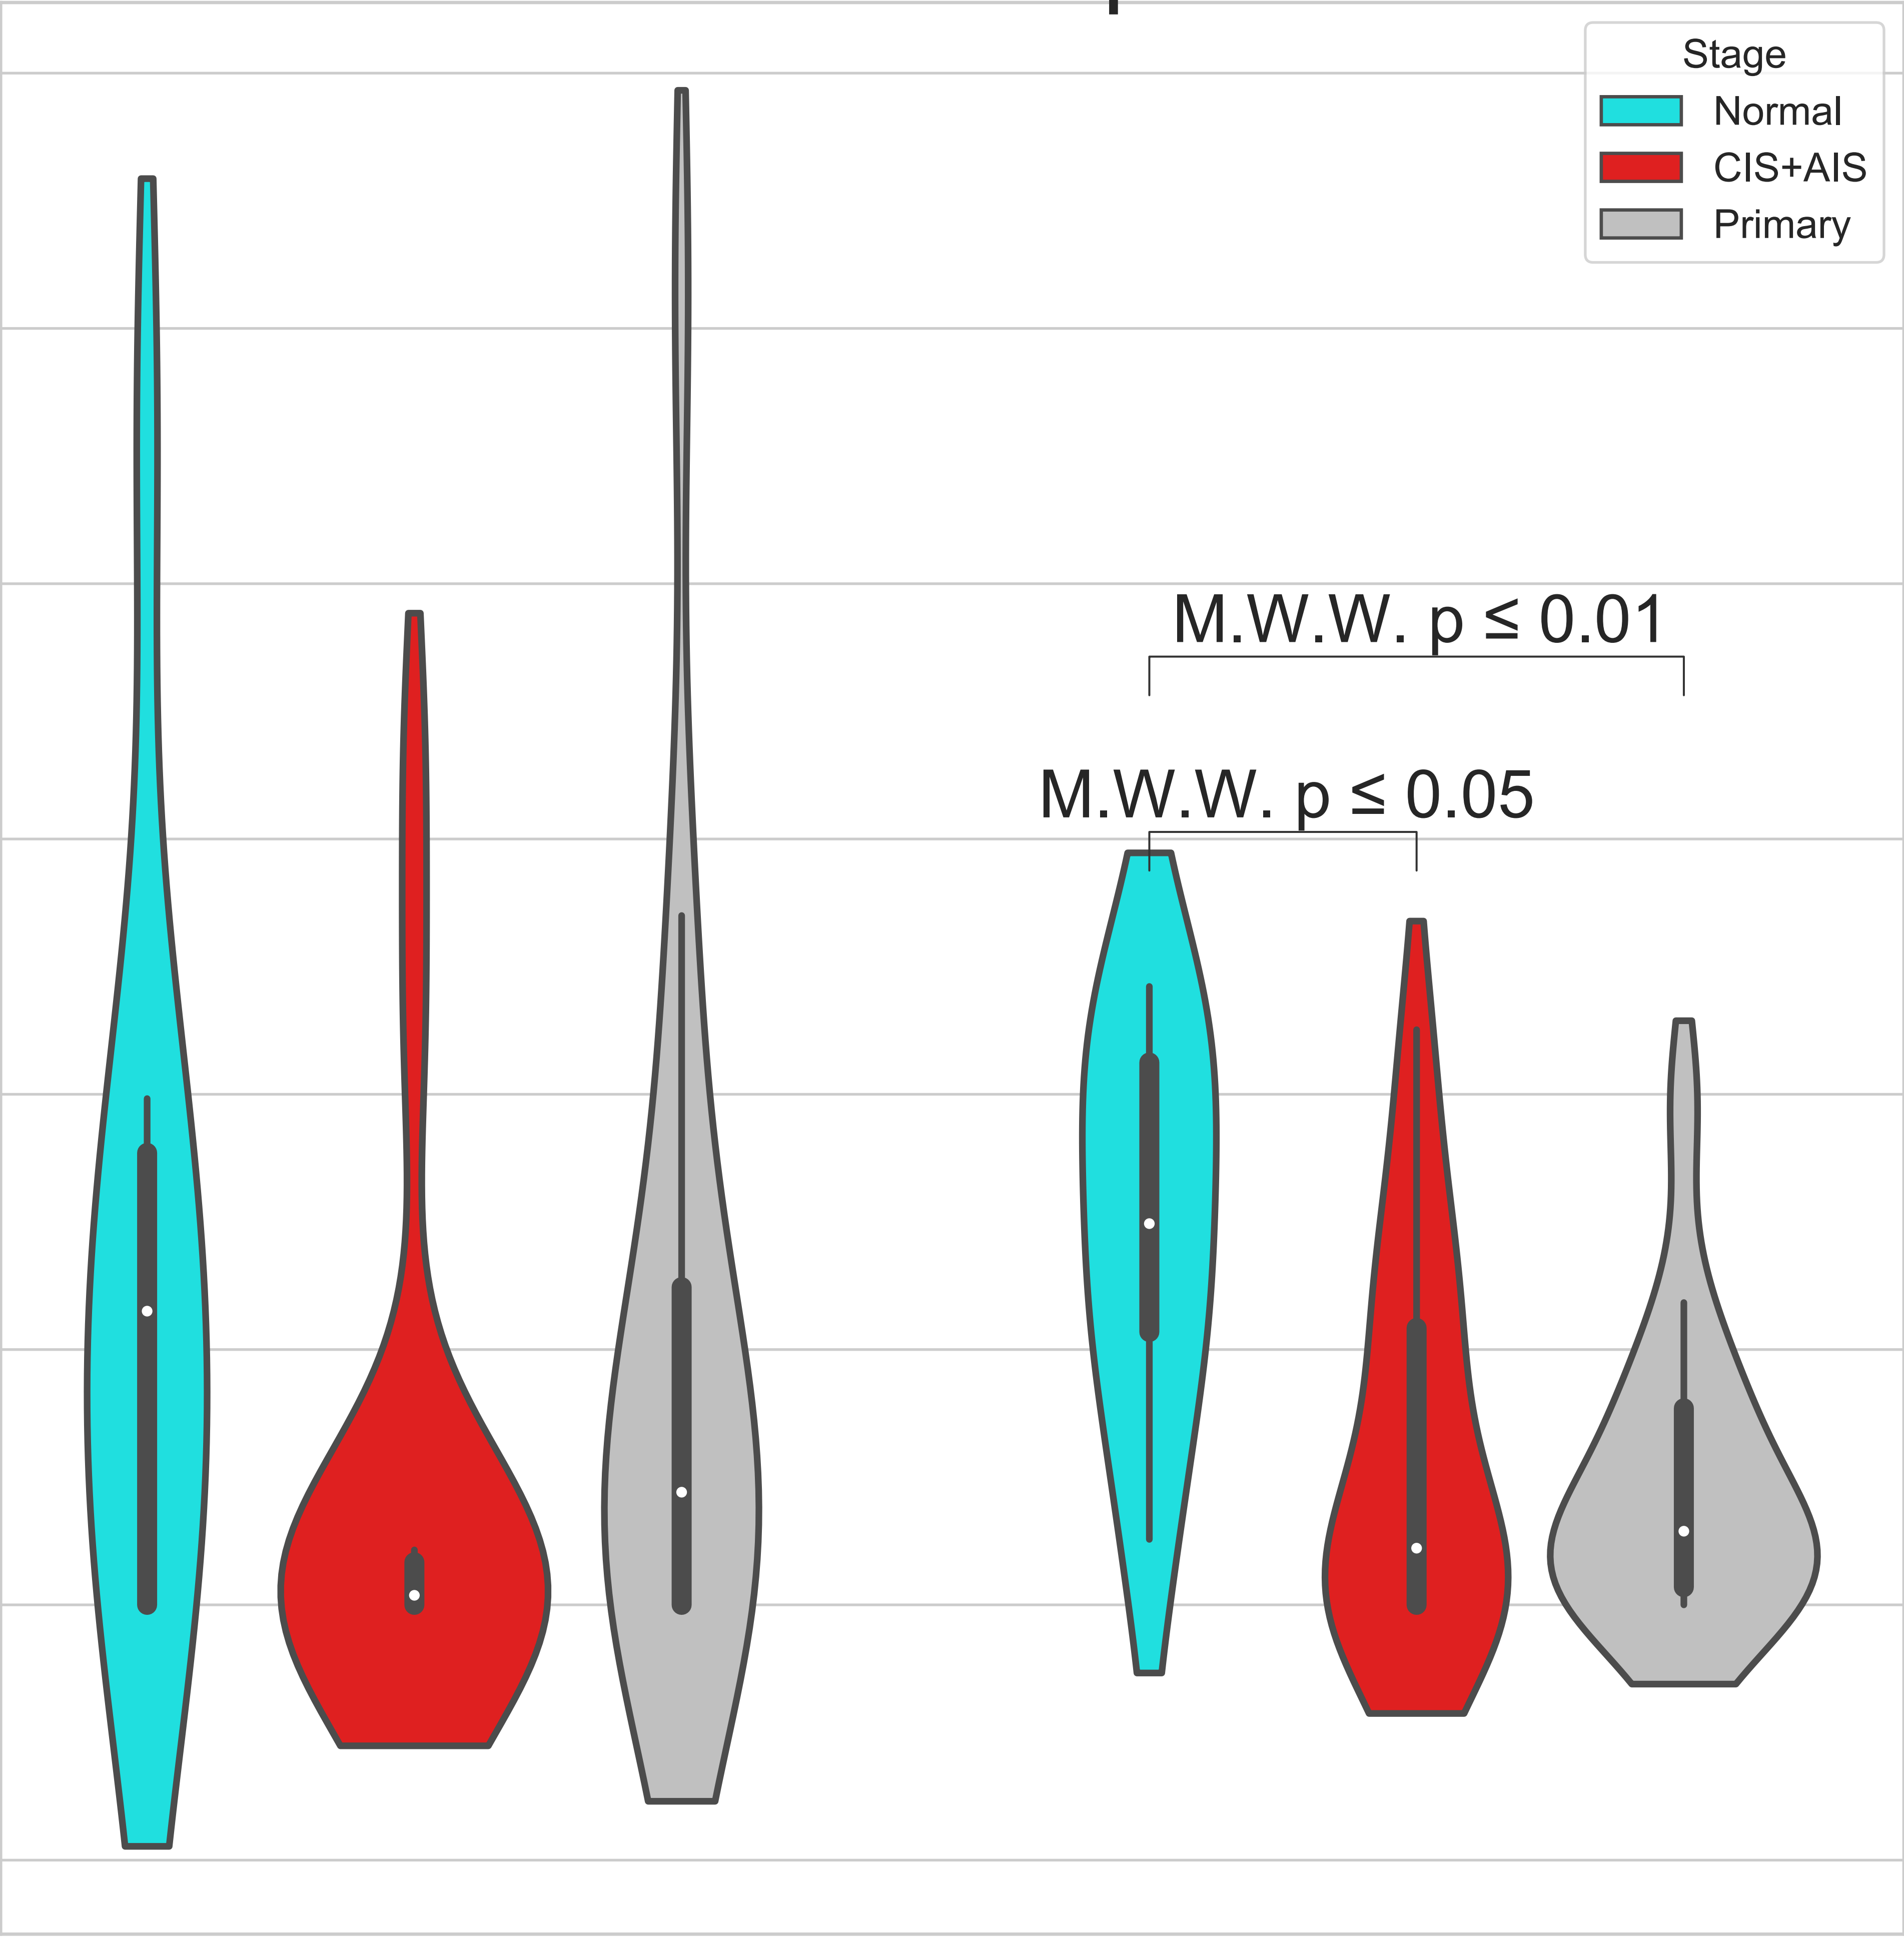 Stage
Normal
CIS+AIS
Primary
M.W.W. p ≤ 0.01
M.W.W. p ≤ 0.05